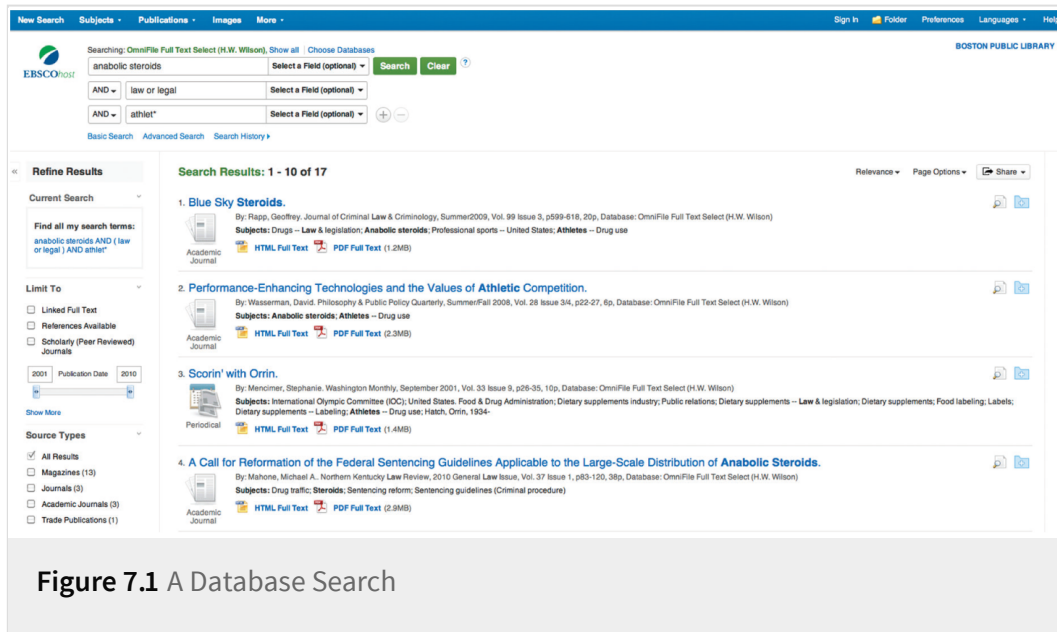 New Search Subjects Publications Images More Sign In Folder Preferences Languages Help
BOSTON PUBLIC LIBRARY
EBSCOhost
Searching: OmniFile Full Text Select (H.W. Wilson), Show all | Choose Databases
anabolic steroids Select a Field (optional) Search Clear ?
AND law or legal Select a Field (optional)
AND athlet* Select a Field (optional) + −
Basic Search Advanced Search Search History
« Refine Results
Current Search
Find all my search terms:
anabolic steroids AND ( law
or legal ) AND athlet*
Limit To
Linked Full Text
References Available
Scholarly (Peer Reviewed)
Journals
2001 Publication Date 2010
Show More
Source Types
All Results
Magazines (13)
Journals (3)
Academic Journals (3)
Trade Publications (1)
Search Results: 1 - 10 of 17 Relevance Page Options Share
1. Blue Sky Steroids.
By: Rapp, Geoffrey. Journal of Criminal Law & Criminology, Summer2009, Vol. 99 Issue 3, p599-618, 20p, Database: OmniFile Full Text Select (H.W. Wilson)
Subjects: Drugs -- Law & legislation; Anabolic steroids; Professional sports -- United States; Athletes -- Drug use
Academic
Journal
HTML Full Text PDF Full Text (1.2MB)
2. Performance-Enhancing Technologies and the Values of Athletic Competition.
By: Wasserman, David. Philosophy & Public Policy Quarterly, Summer/Fall 2008, Vol. 28 Issue 3/4, p22-27, 6p, Database: OmniFile Full Text Select (H.W. Wilson)
Subjects: Anabolic steroids; Athletes -- Drug use
Academic
Journal
HTML Full Text PDF Full Text (2.3MB)
3. Scorin' with Orrin.
By: Mencimer, Stephanie. Washington Monthly, September 2001, Vol. 33 Issue 9, p26-35, 10p, Database: OmniFile Full Text Select (H.W. Wilson)
Subjects: International Olympic Committee (IOC); United States. Food & Drug Administration; Dietary supplements industry; Public relations; Dietary supplements -- Law & legislation; Dietary supplements; Food labeling; Labels;
Dietary supplements -- Labeling; Athletes -- Drug use; Hatch, Orrin, 1934-
Periodical
HTML Full Text PDF Full Text (1.4MB)
4. A Call for Reformation of the Federal Sentencing Guidelines Applicable to the Large-Scale Distribution of Anabolic Steroids.
By: Mahone, Michael A.. Northern Kentucky Law Review, 2010 General Law Issue, Vol. 37 Issue 1, p83-120, 38p, Database: OmniFile Full Text Select (H.W. Wilson)
Subjects: Drug traffic; Steroids; Sentencing reform; Sentencing guidelines (Criminal procedure)
Academic
Journal
HTML Full Text PDF Full Text (2.9MB)
Figure 7.1 A Database Search